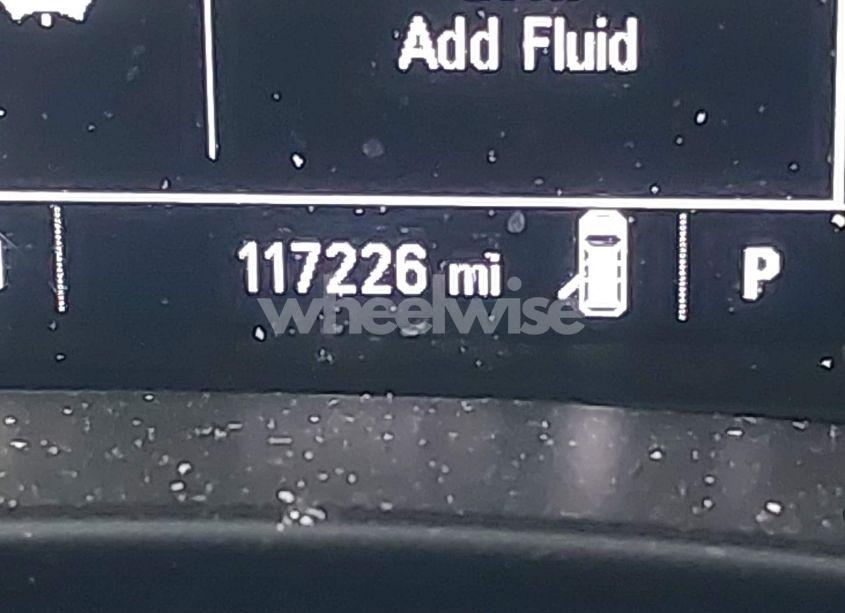 Add Fluid
117226 mi
P
wheelwise